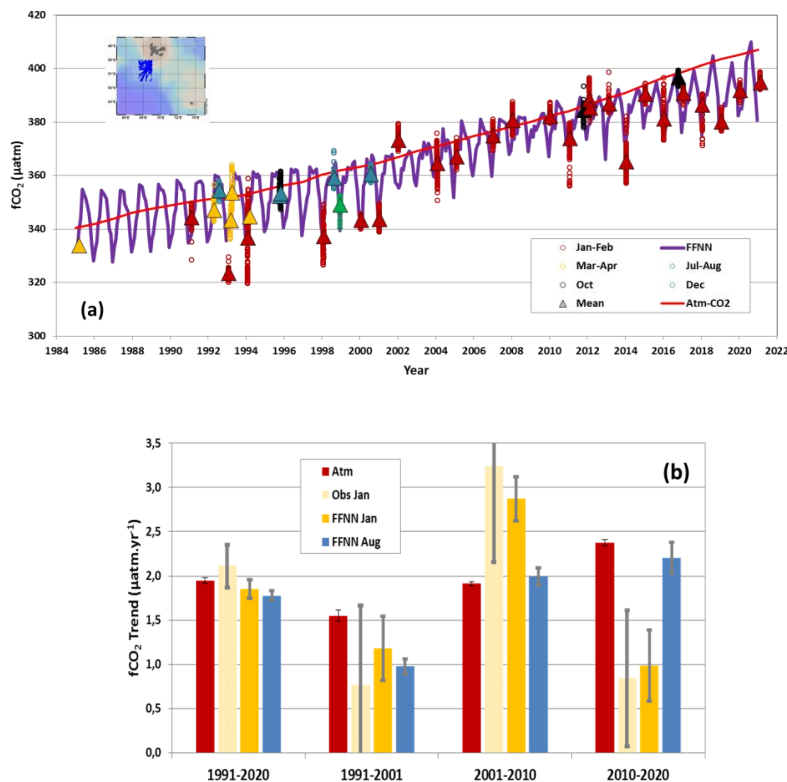 420
400
380
360
340
320
300
fCO₂ (µatm)
(a)
Jan-Feb
FFNN
Mar-Apr
Jul-Aug
Oct
Dec
Mean
Atm-CO2
1984 1986 1988 1990 1992 1994 1996 1998 2000 2002 2004 2006 2008 2010 2012 2014 2016 2018 2020 2022
Year
3,5
3,0
2,5
2,0
1,5
1,0
0,5
0,0
fCO₂ Trend (µatm.yr⁻¹)
(b)
Atm
Obs Jan
FFNN Jan
FFNN Aug
1991-2020 1991-2001 2001-2010 2010-2020